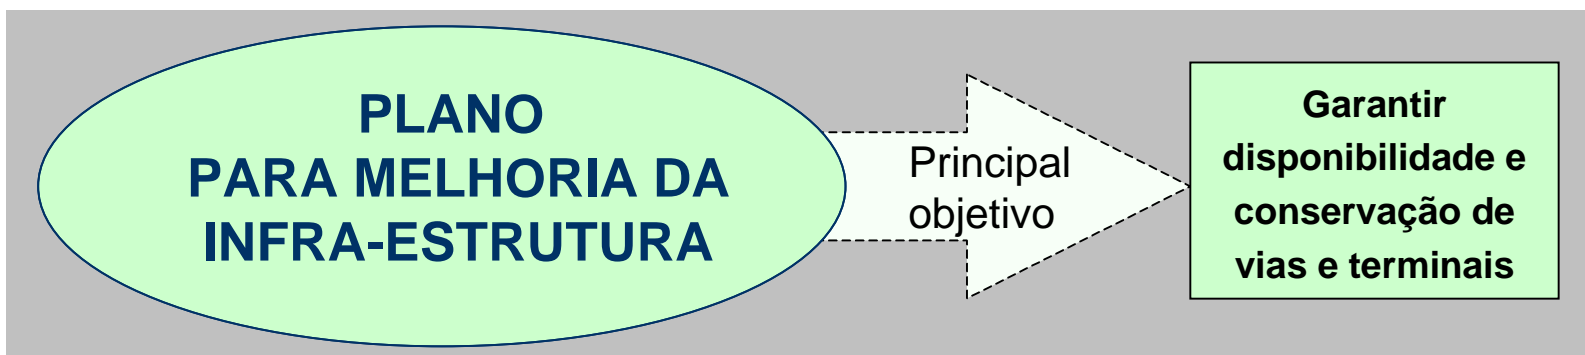 PLANO
PARA MELHORIA DA
INFRA-ESTRUTURA
Principal
objetivo
Garantir
disponibilidade e
conservação de
vias e terminais